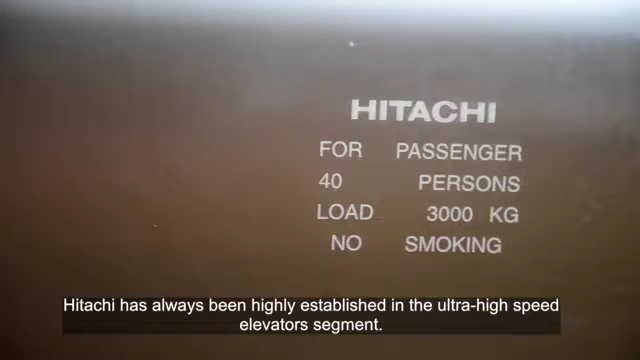 HITACHI
FOR PASSENGER
40 PERSONS
LOAD 3000 KG
NO SMOKING
Hitachi has always been highly established in the ultra-high speed
elevators segment.